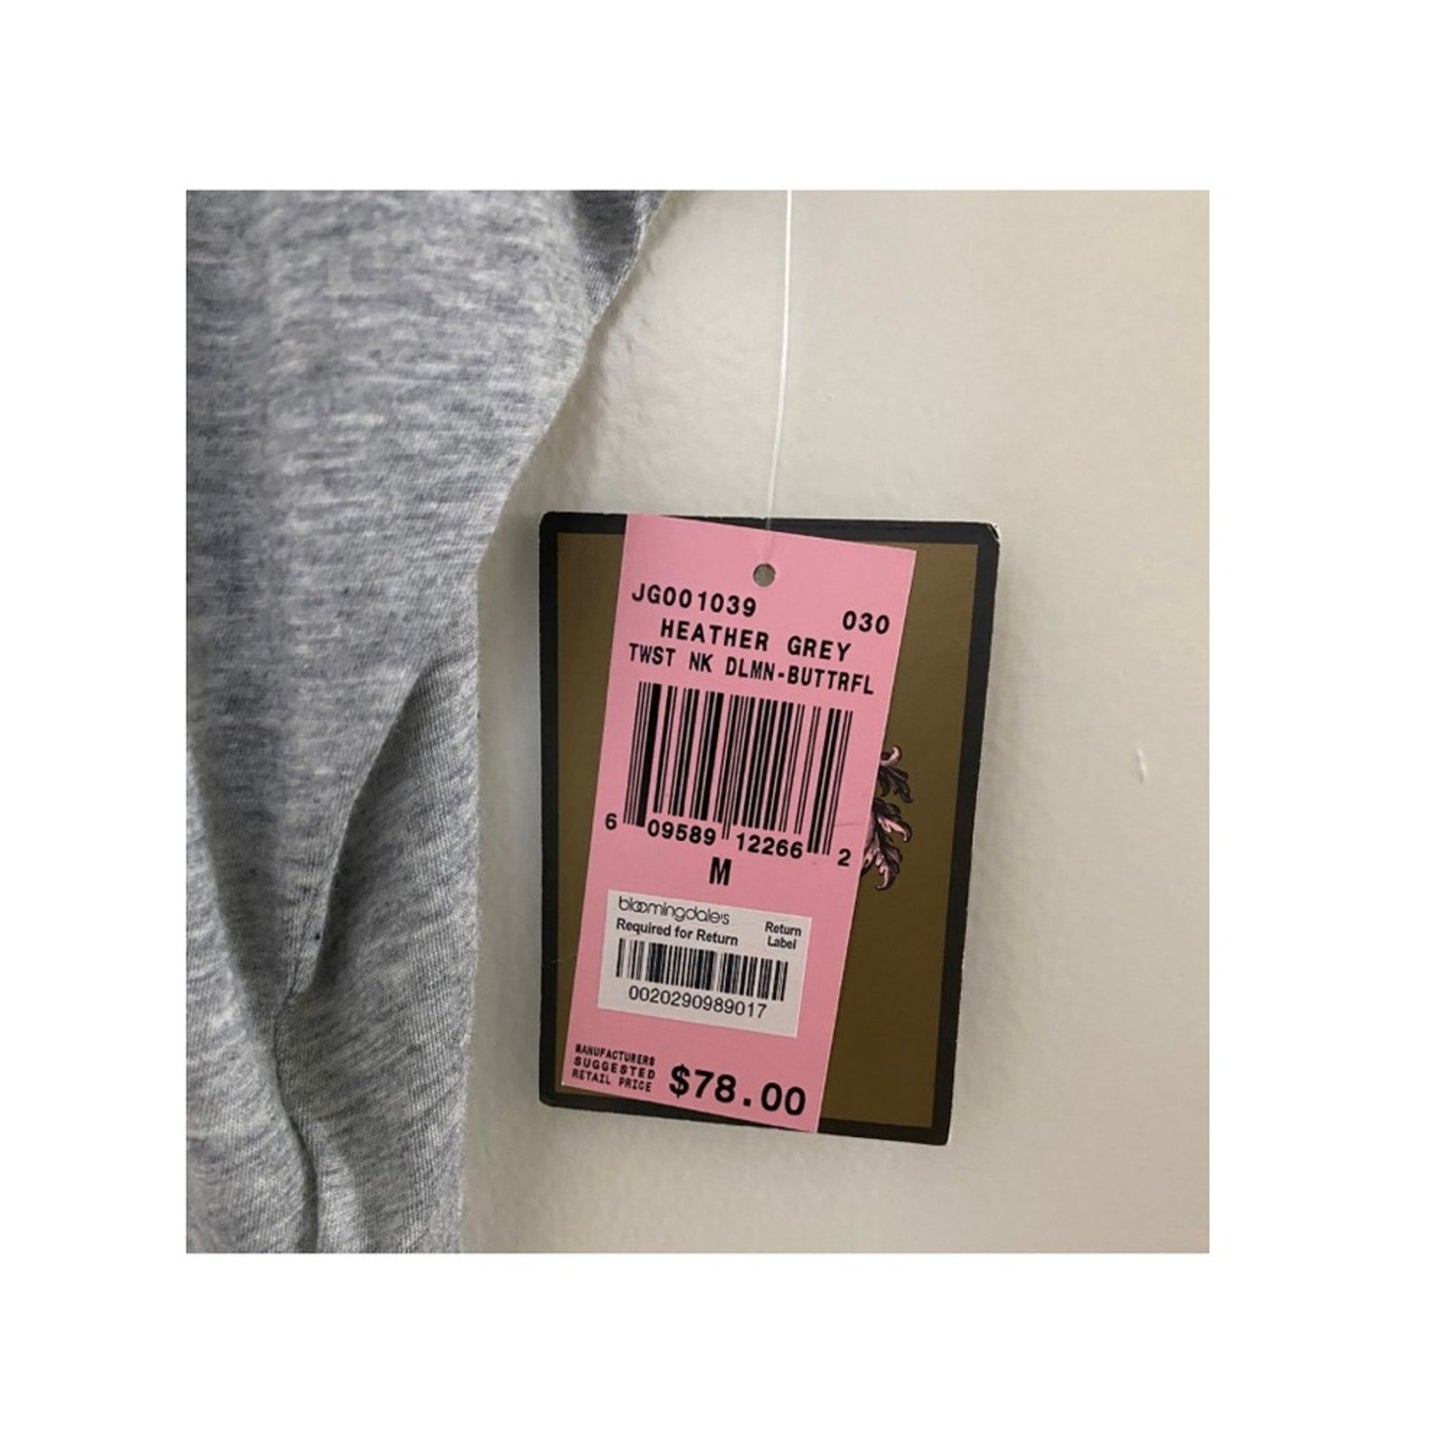 JG001039 030
HEATHER GREY
TWST NK DLMN-BUTTRFL
6 09589 12266 2
M
bloomingdale's
Required for Return Return Label
0020290989017
MANUFACTURERS
SUGGESTED
RETAIL PRICE $78.00